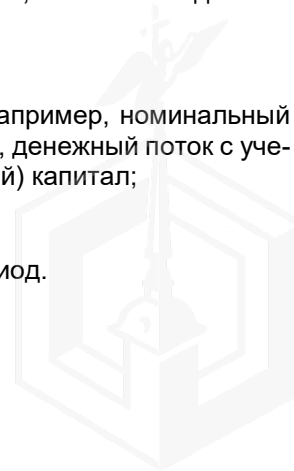 апример, номинальный
, денежный поток с уче-
й) капитал;
иод.